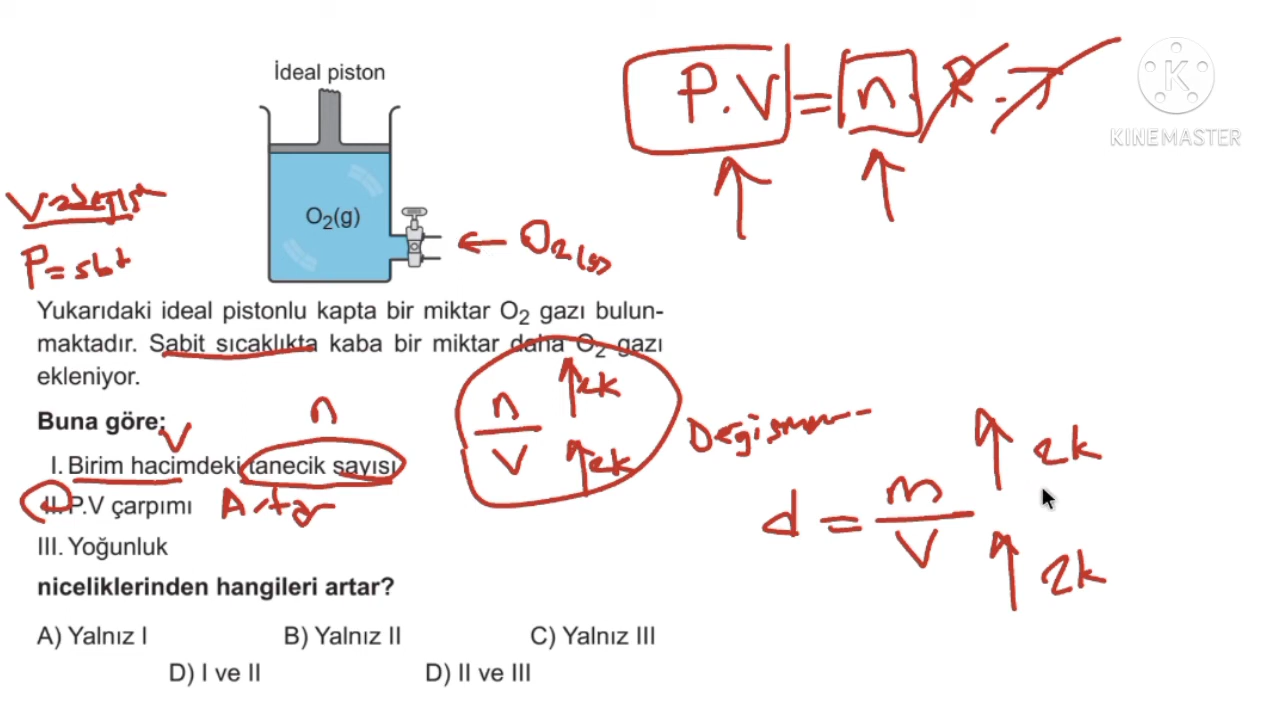 İdeal piston
P.V = n . R . T
KINEMASTER
V
P = sbt
O2(g)
← O2(g)
Yukarıdaki ideal pistonlu kapta bir miktar O2 gazı bulun-
maktadır. Sabit sıcaklıkta kaba bir miktar daha O2 gazı
ekleniyor.
Buna göre;
V
n
n ↑ 2k
V ↑ 2k
I. Birim hacimdeki tanecik sayısı
II. P.V çarpımı Artar
III. Yoğunluk
d = m ↑ 2k
V ↑ 2k
niceliklerinden hangileri artar?
A) Yalnız I B) Yalnız II C) Yalnız III
D) I ve II D) II ve III